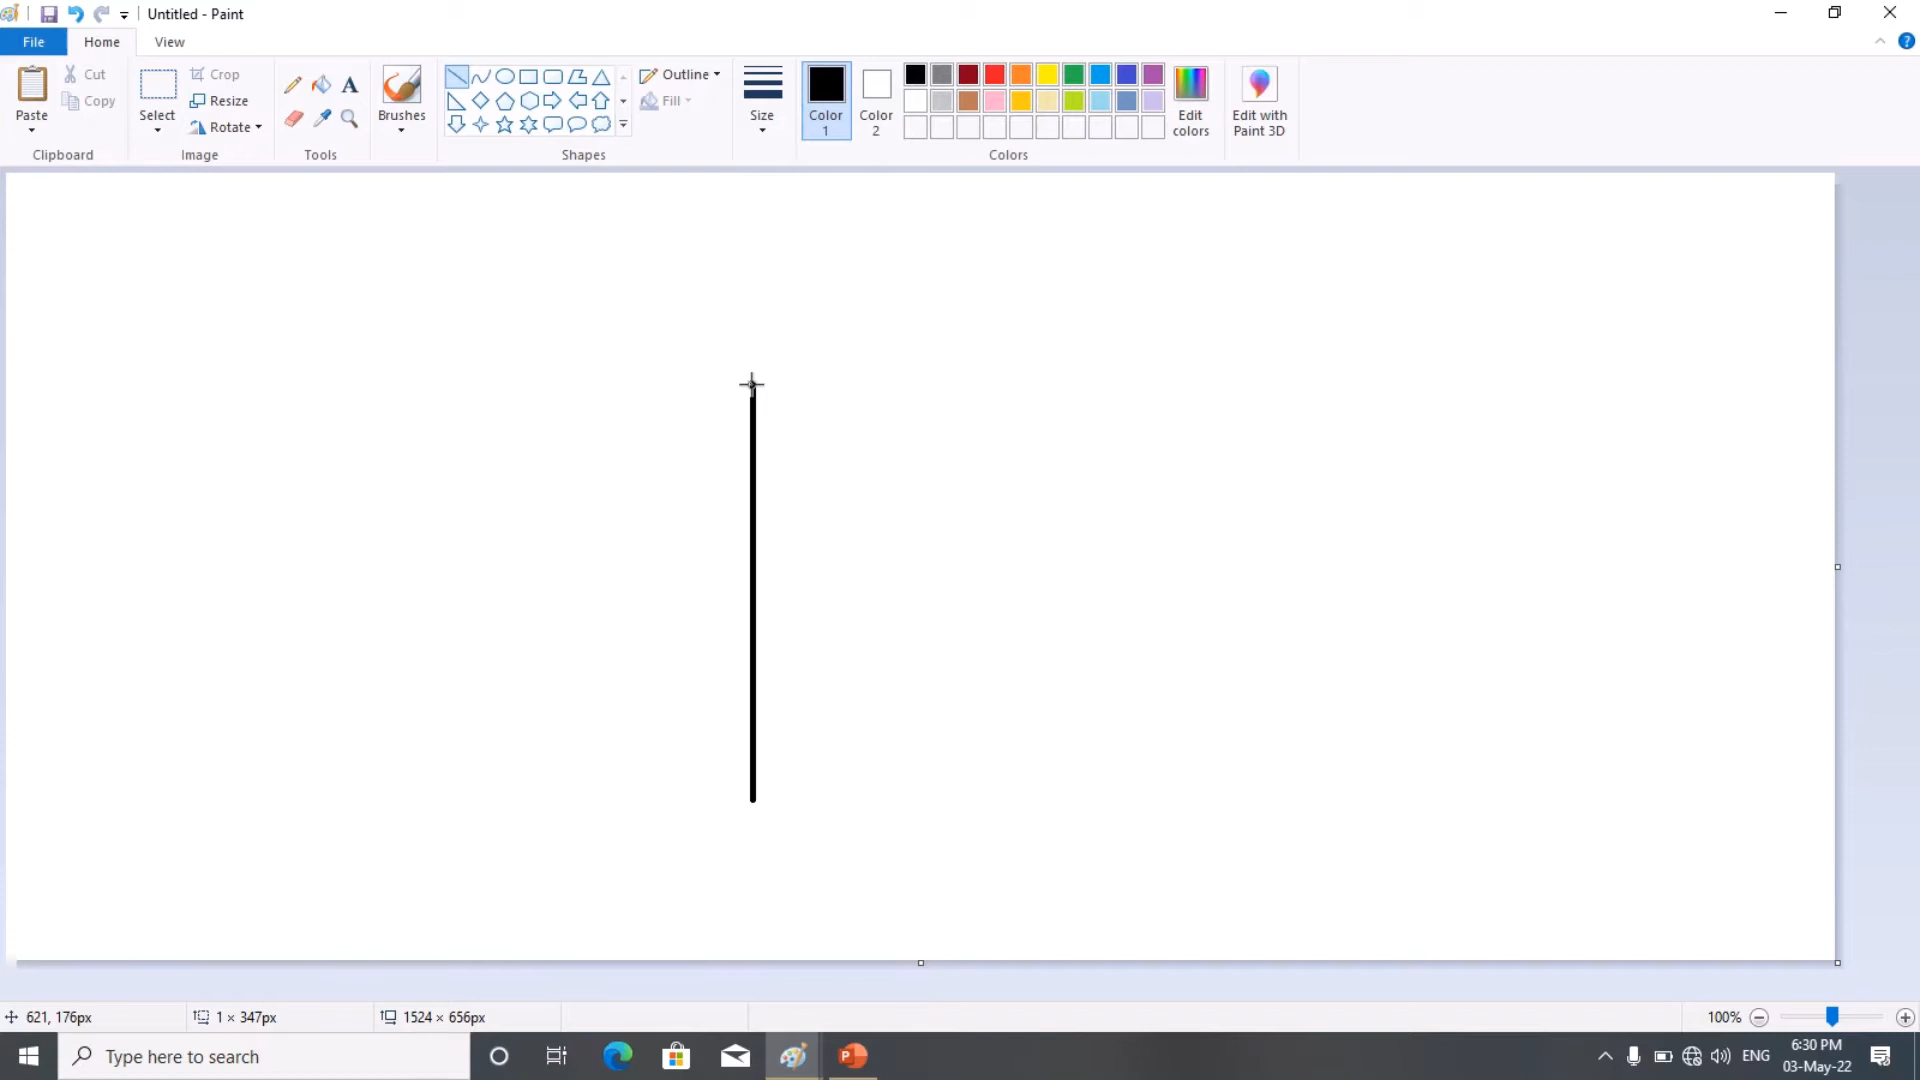 Untitled - Paint
File Home View
Paste
Cut
Copy
Clipboard
Select
Crop
Resize
Rotate
Image
A
Tools
Brushes
Outline
Fill
Shapes
Size
Color 1
Color 2
Edit colors
Colors
Edit with Paint 3D
621, 176px 1 × 347px 1524 × 656px 100%
Type here to search
ENG
6:30 PM
03-May-22